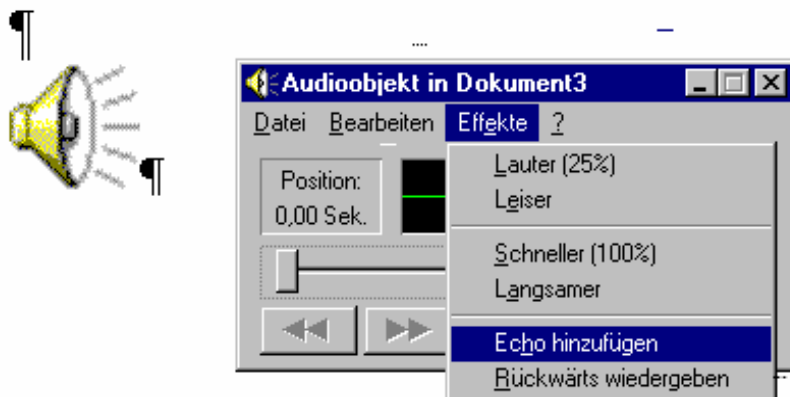 ¶
¶
Audioobjekt in Dokument3
Datei Bearbeiten Effekte ?
Position:
0,00 Sek.
Lauter (25%)
Leiser
Schneller (100%)
Langsamer
Echo hinzufügen
Rückwärts wiedergeben